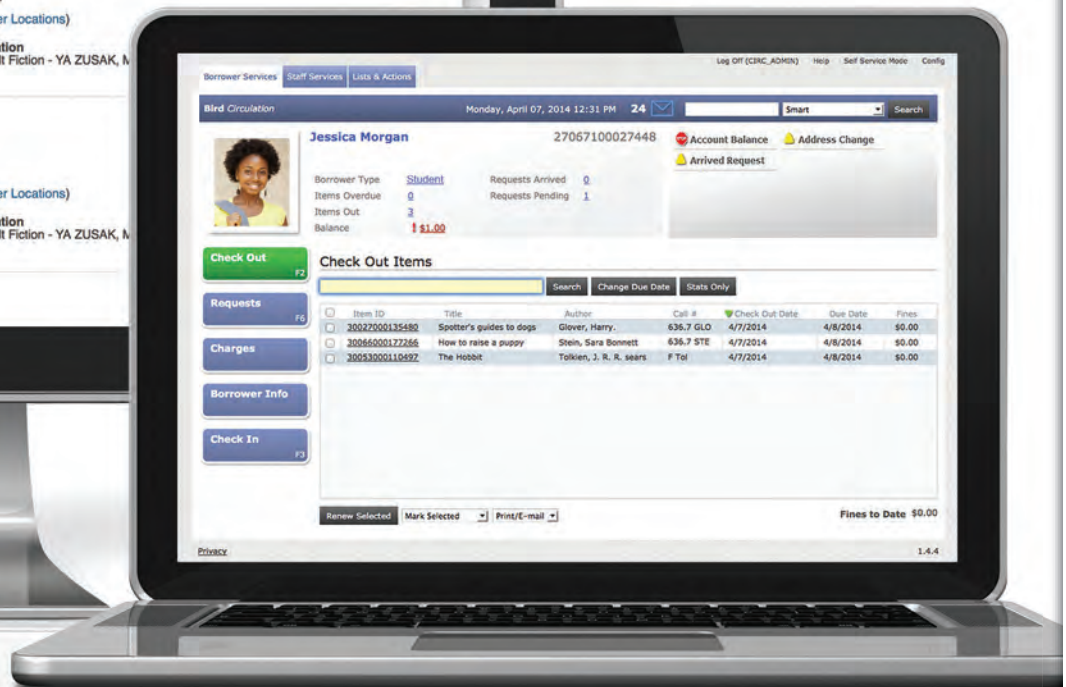 er Locations)
tion
lt Fiction - YA ZUSAK, M
er Locations)
tion
lt Fiction - YA ZUSAK, M
Log Off (CIRC_ADMIN) Help Self Service Mode Config
Borrower Services Staff Services Lists & Actions
Bird Circulation Monday, April 07, 2014 12:31 PM 24 Smart Search
Jessica Morgan 27067100027448 Account Balance Address Change
Arrived Request
Borrower Type Student Requests Arrived 0
Items Overdue 0 Requests Pending 1
Items Out 3
Balance ! $1.00
Check Out F2
Check Out Items
Search Change Due Date Stats Only
Requests F6
Item ID Title Author Call # Check Out Date Due Date Fines
30027000135480 Spotter's guides to dogs Glover, Harry. 636.7 GLO 4/7/2014 4/8/2014 $0.00
30066000177266 How to raise a puppy Stein, Sara Bonnett 636.7 STE 4/7/2014 4/8/2014 $0.00
30053000110497 The Hobbit Tolkien, J. R. R. sears F Tol 4/7/2014 4/8/2014 $0.00
Charges
Borrower Info
Check In F3
Renew Selected Mark Selected Print/E-mail Fines to Date $0.00
Privacy 1.4.4